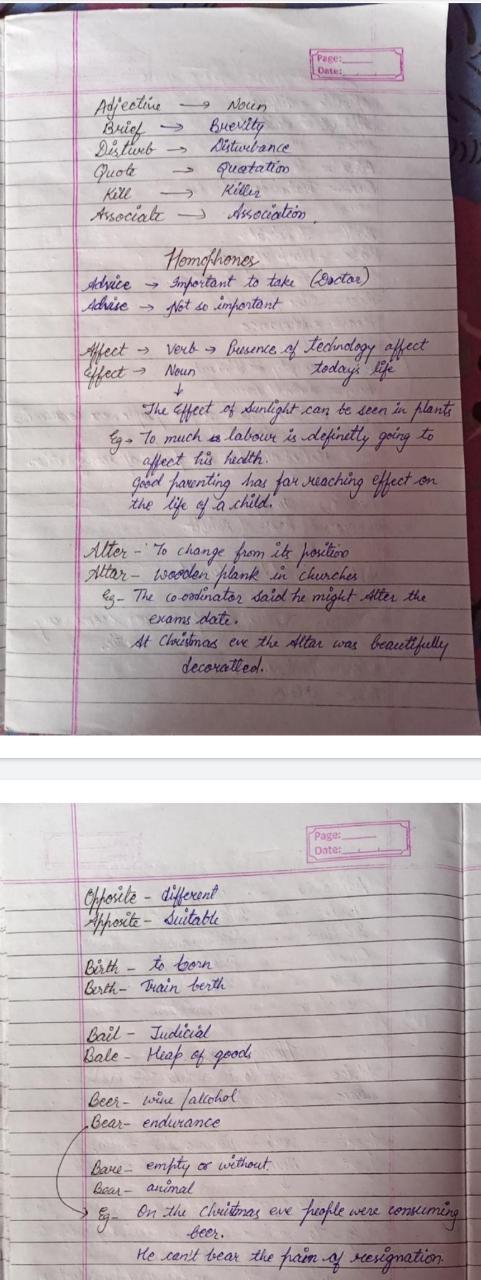 Page:
Date:
Adjective → Noun
Brief → Brevity
Disturb → Disturbance
Quote → Quotation
Kill → Killer
Associate → Association.
Homophones
Advice → Important to take (Doctor)
Advise → Not so important
Affect → Verb → Presence of technology affect
Effect → Noun today's life
↓
The Effect of Sunlight can be seen in plants
Eg → To much labour is definetly going to
affect his health.
good parenting has far reaching effect on
the life of a child.
Alter - To change from its position
Altar - wooden plank in churches
Eg - The co-ordinator said he might Alter the
exams date.
At Christmas eve the Altar was beautifully
decoratted.
Page:
Date:
Opposite - different
Apposite - Suitable
Birth - to born
Berth - Train berth
Bail - Judicial
Bale - Heap of goods
Beer - wine / alcohol
Bear - endurance
Bare - empty or without.
Bear - animal
Eg - On the Christmas eve people were consuming
beer.
He can't bear the pain of resignation.